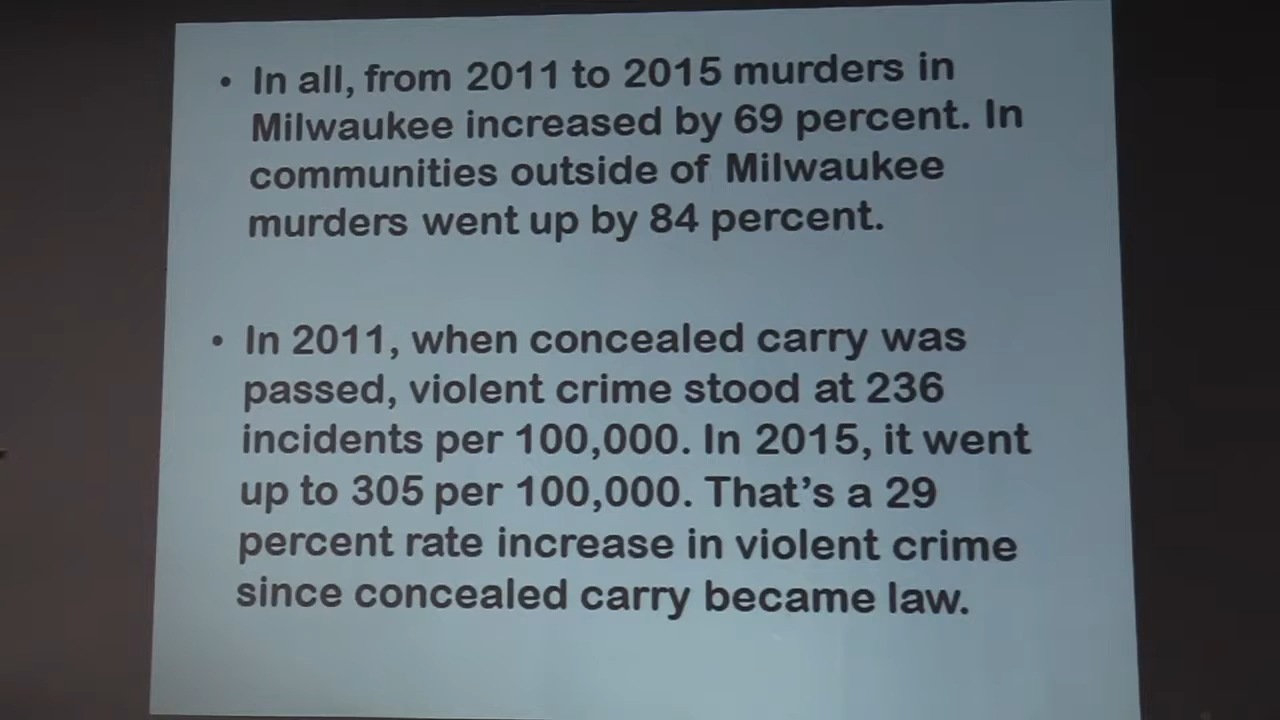 • In all, from 2011 to 2015 murders in
Milwaukee increased by 69 percent. In
communities outside of Milwaukee
murders went up by 84 percent.
• In 2011, when concealed carry was
passed, violent crime stood at 236
incidents per 100,000. In 2015, it went
up to 305 per 100,000. That's a 29
percent rate increase in violent crime
since concealed carry became law.